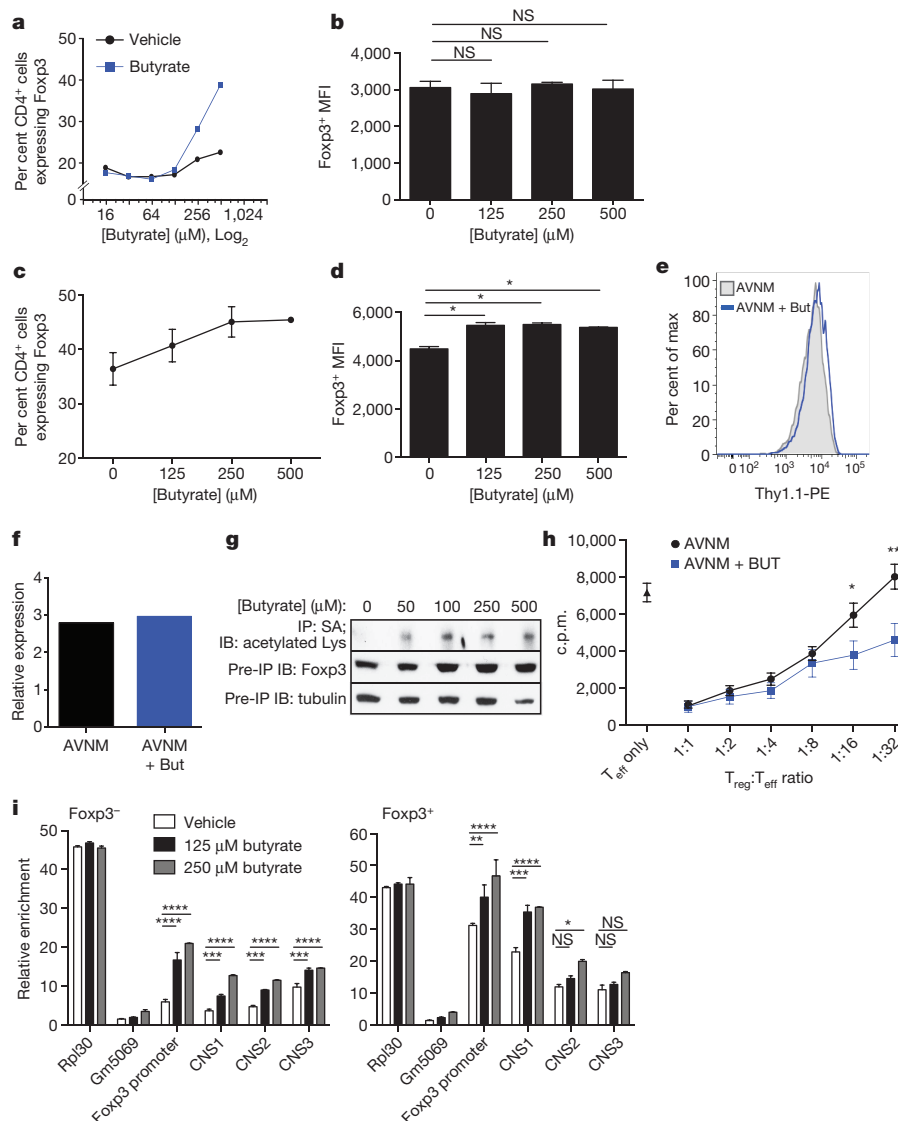 a
Vehicle
Butyrate
Per cent CD4+ cells
expressing Foxp3
50
40
30
20
0
16
64
256
1,024
[Butyrate] (μM), Log2
b
NS
NS
NS
Foxp3+ MFI
4,000
3,000
2,000
1,000
0
0
125
250
500
[Butyrate] (μM)
c
Per cent CD4+ cells
expressing Foxp3
50
40
30
20
0
125
250
500
[Butyrate] (μM)
d
*
*
*
Foxp3+ MFI
6,000
4,000
2,000
0
0
125
250
500
[Butyrate] (μM)
e
AVNM
AVNM + But
Per cent of max
100
80
10
40
20
0
0 10² 10³ 10⁴ 10⁵
Thy1.1-PE
f
Relative expression
4
3
2
1
0
AVNM
AVNM
+ But
g
[Butyrate] (μM): 0 50 100 250 500
IP: SA;
IB: acetylated Lys
Pre-IP IB: Foxp3
Pre-IP IB: tubulin
h
AVNM
AVNM + BUT
*
**
c.p.m.
10,000
8,000
6,000
4,000
2,000
0
Teff only
1:1
1:2
1:4
1:8
1:16
1:32
Treg:Teff ratio
i
Foxp3–
Vehicle
125 μM butyrate
250 μM butyrate
Relative enrichment
50
40
30
20
10
0
****
****
****
***
****
***
****
***
Rpl30
Gm5069
Foxp3 promoter
CNS1
CNS2
CNS3
Foxp3+
60
50
40
30
20
10
0
****
**
****
***
*
NS
NS
NS
Rpl30
Gm5069
Foxp3 promoter
CNS1
CNS2
CNS3